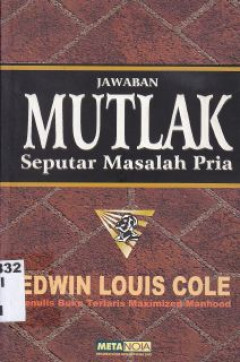 JAWABAN
MUTLAK
Seputar Masalah Pria
332
EDWIN LOUIS COLE
Penulis Buku Terlaris Maximized Manhood
METANOIA